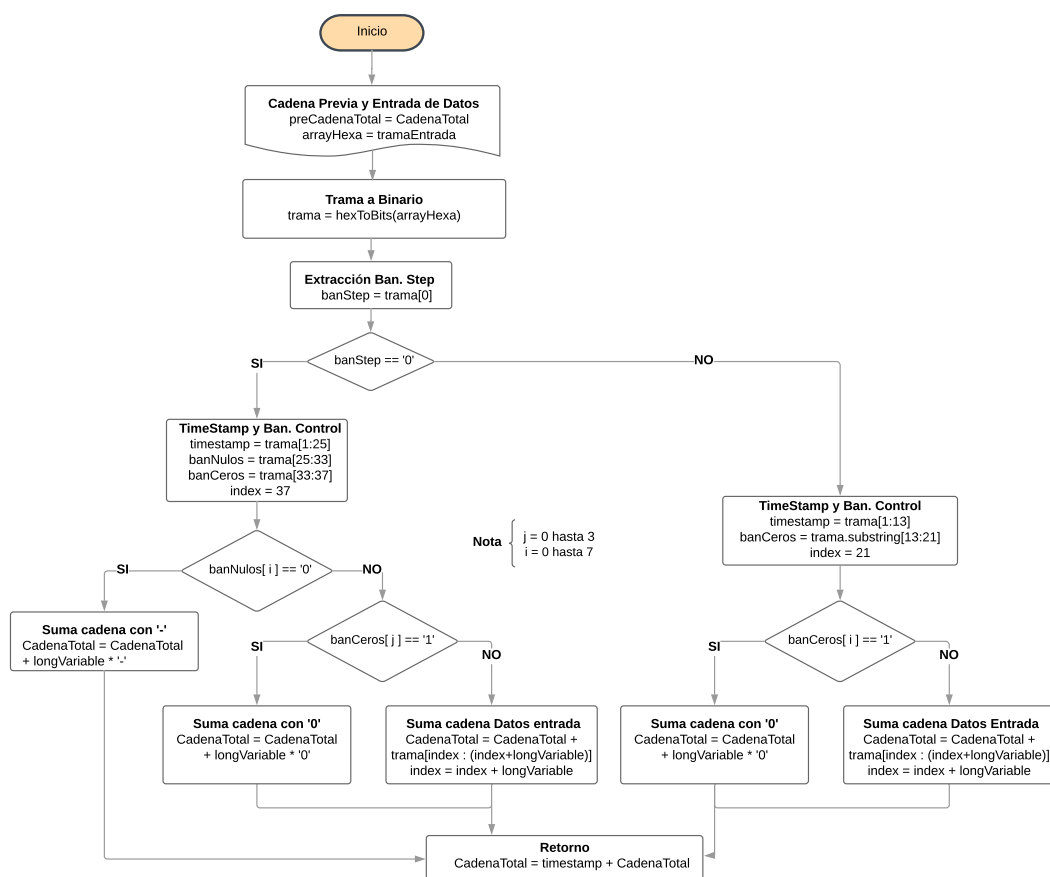 Inicio
Cadena Previa y Entrada de Datos
preCadenaTotal = CadenaTotal
arrayHexa = tramaEntrada
Trama a Binario
trama = hexToBits(arrayHexa)
Extracción Ban. Step
banStep = trama[0]
banStep == '0'
SI
NO
TimeStamp y Ban. Control
timestamp = trama[1:25]
banNulos = trama[25:33]
banCeros = trama[33:37]
index = 37
TimeStamp y Ban. Control
timestamp = trama[1:13]
banCeros = trama.substring[13:21]
index = 21
Nota
j = 0 hasta 3
i = 0 hasta 7
banNulos[ i ] == '0'
SI
NO
Suma cadena con '-'
CadenaTotal = CadenaTotal
+ longVariable * '-'
banCeros[ j ] == '1'
SI
NO
banCeros[ i ] == '1'
SI
NO
Suma cadena con '0'
CadenaTotal = CadenaTotal
+ longVariable * '0'
Suma cadena Datos entrada
CadenaTotal = CadenaTotal +
trama[index : (index+longVariable)]
index = index + longVariable
Suma cadena con '0'
CadenaTotal = CadenaTotal
+ longVariable * '0'
Suma cadena Datos Entrada
CadenaTotal = CadenaTotal +
trama[index : (index+longVariable)]
index = index + longVariable
Retorno
CadenaTotal = timestamp + CadenaTotal